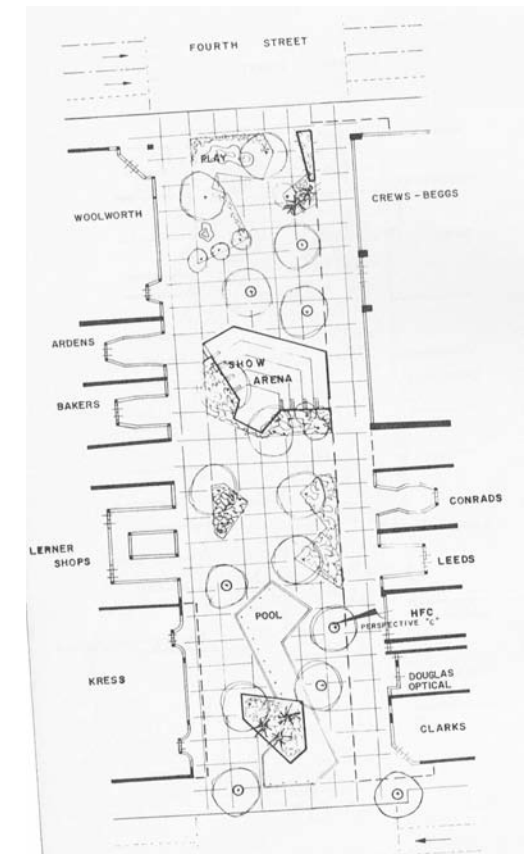 FOURTH STREET
PLAY
WOOLWORTH
CREWS-BEGGS
ARDENS
SHOW
ARENA
BAKERS
CONRADS
LERNER
SHOPS
LEEDS
POOL
HFC
PERSPECTIVE "C"
KRESS
DOUGLAS
OPTICAL
CLARKS